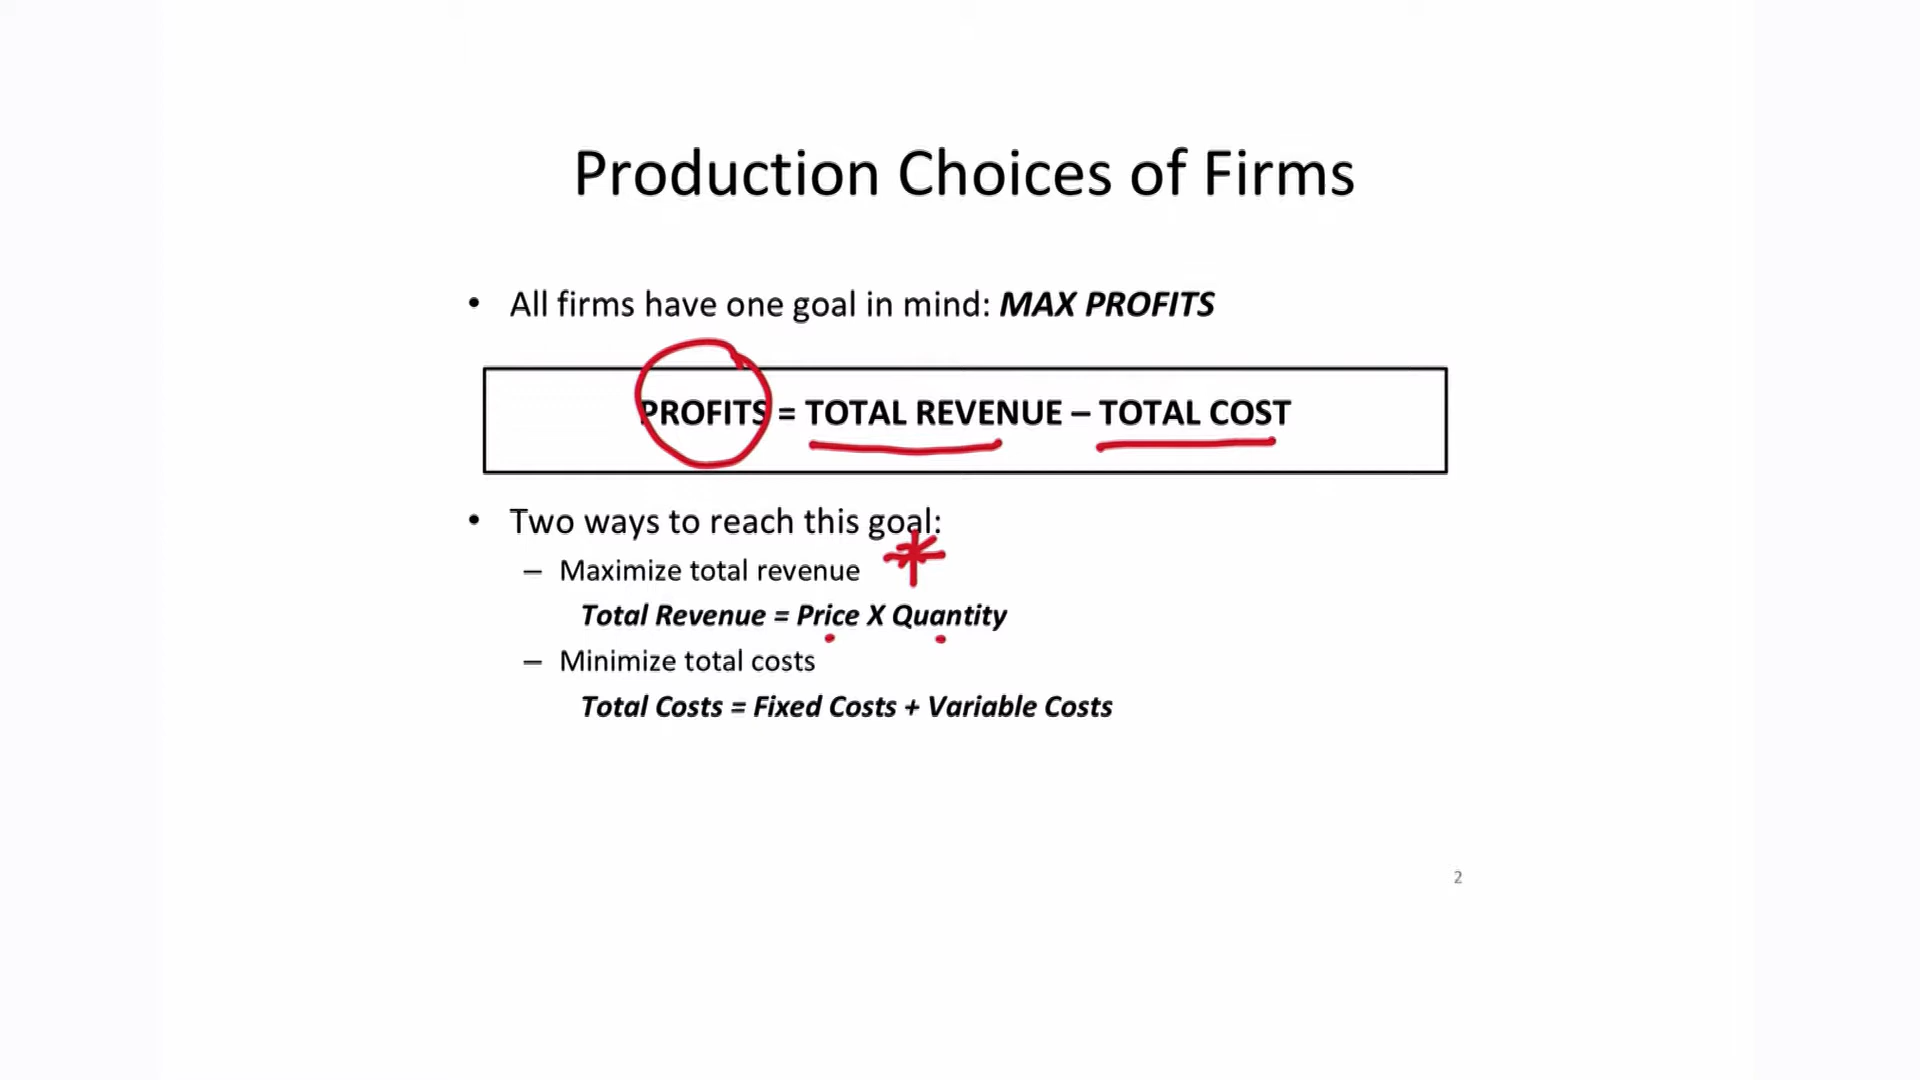 Production Choices of Firms
• All firms have one goal in mind: MAX PROFITS
PROFITS = TOTAL REVENUE – TOTAL COST
• Two ways to reach this goal:
– Maximize total revenue
Total Revenue = Price X Quantity
– Minimize total costs
Total Costs = Fixed Costs + Variable Costs
2